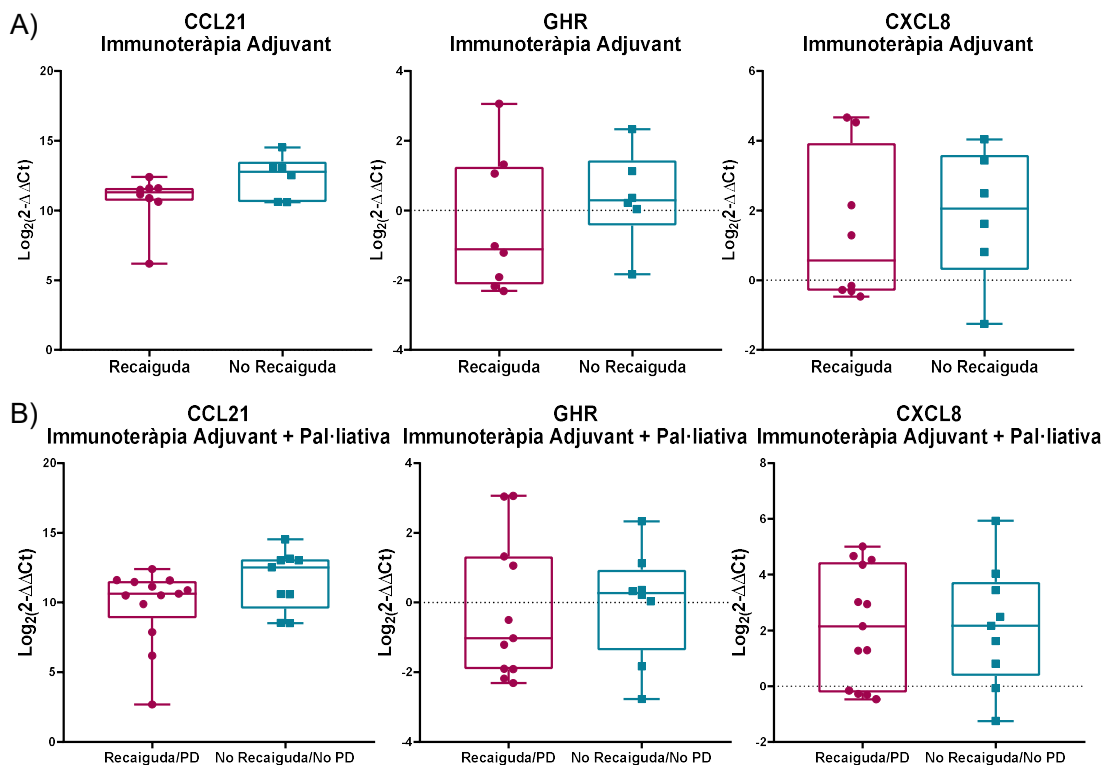 A)
CCL21
Immunoteràpia Adjuvant
Log2(2-Δ ΔCt)
20
15
10
5
0
Recaiguda
No Recaiguda
GHR
Immunoteràpia Adjuvant
Log2(2-Δ ΔCt)
4
2
0
-2
-4
Recaiguda
No Recaiguda
CXCL8
Immunoteràpia Adjuvant
Log2(2-Δ ΔCt)
6
4
2
0
-2
Recaiguda
No Recaiguda
B)
CCL21
Immunoteràpia Adjuvant + Pal·liativa
Log2(2-ΔΔCt)
20
15
10
5
0
Recaiguda/PD
No Recaiguda/No PD
GHR
Immunoteràpia Adjuvant + Pal·liativa
Log2(2-ΔΔCt)
4
2
0
-2
-4
Recaiguda/PD
No Recaiguda/No PD
CXCL8
Immunoteràpia Adjuvant + Pal·liativa
Log2(2-ΔΔCt)
8
6
4
2
0
-2
Recaiguda/PD
No Recaiguda/No PD